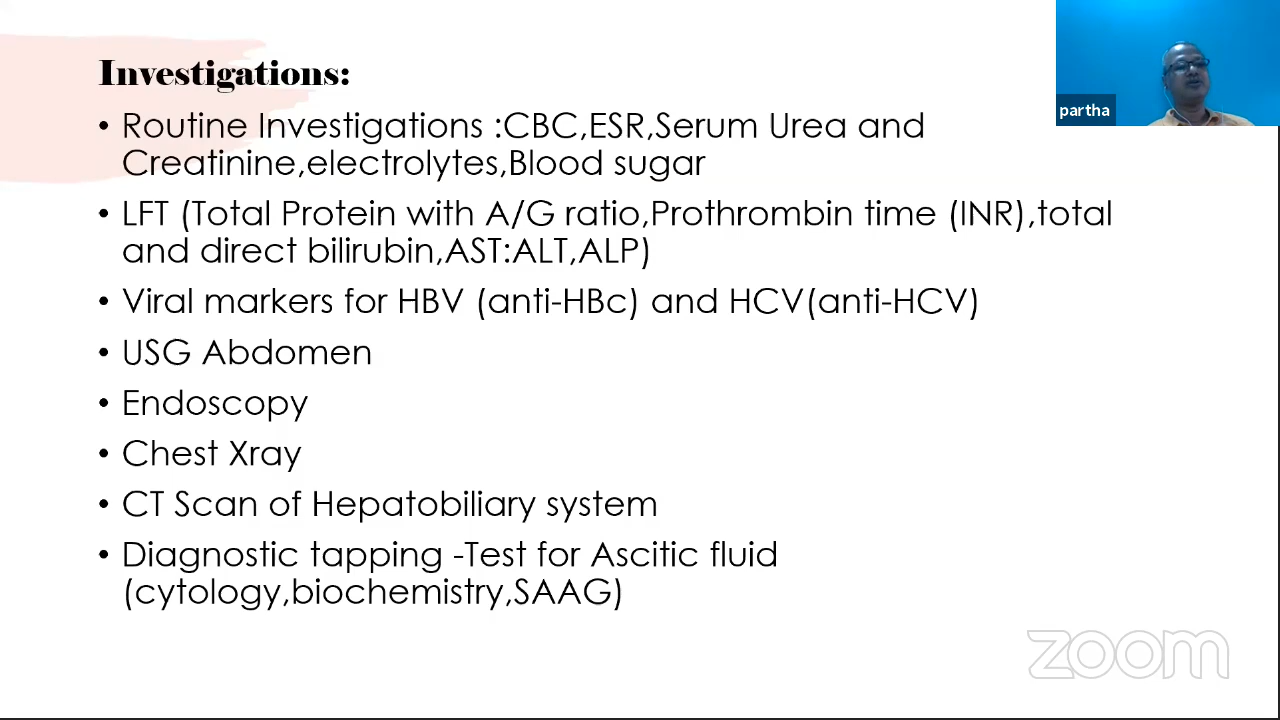 Investigations:
• Routine Investigations :CBC,ESR,Serum Urea and
Creatinine,electrolytes,Blood sugar
• LFT (Total Protein with A/G ratio,Prothrombin time (INR),total
and direct bilirubin,AST:ALT,ALP)
• Viral markers for HBV (anti-HBc) and HCV(anti-HCV)
• USG Abdomen
• Endoscopy
• Chest Xray
• CT Scan of Hepatobiliary system
• Diagnostic tapping -Test for Ascitic fluid
(cytology,biochemistry,SAAG)
partha
zoom